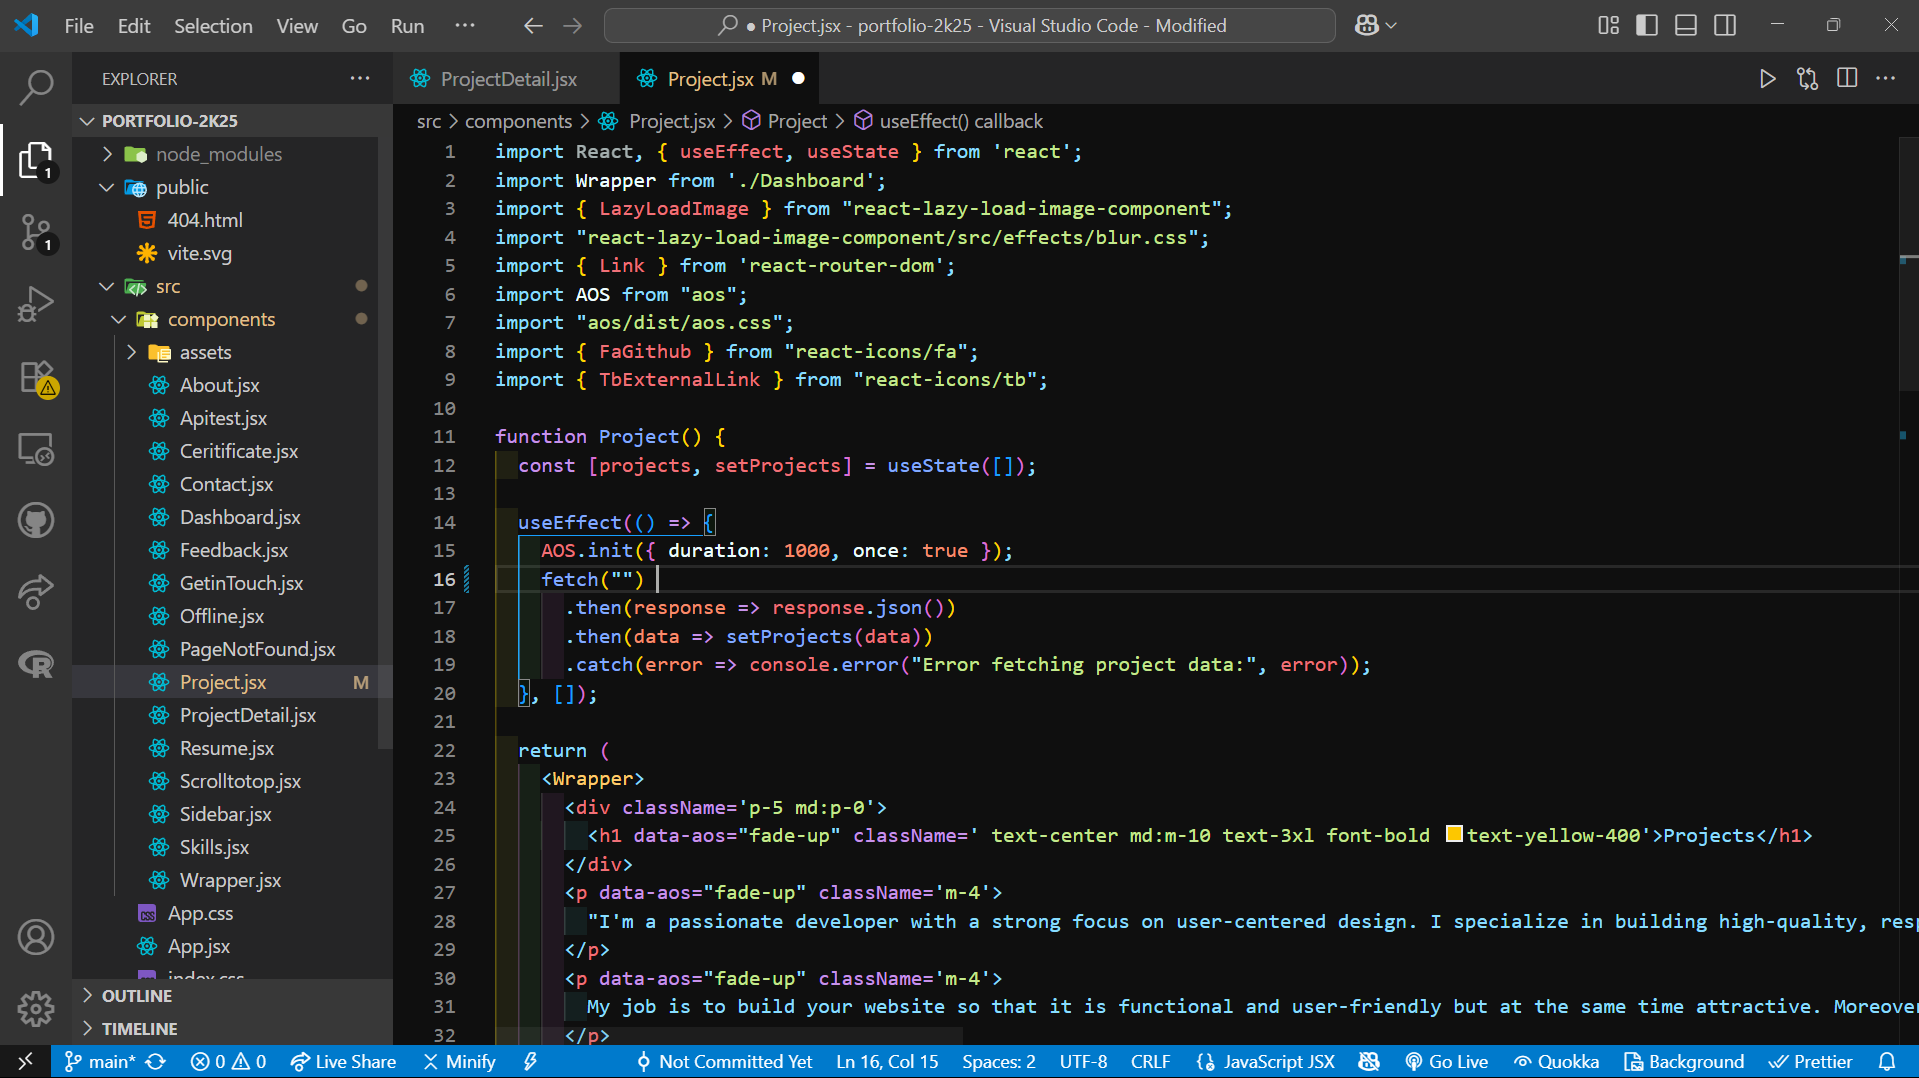 File Edit Selection View Go Run ··· ● Project.jsx - portfolio-2k25 - Visual Studio Code - Modified
EXPLORER ···
PORTFOLIO-2K25
node_modules
public
404.html
vite.svg
src
components
assets
About.jsx
Apitest.jsx
Ceritificate.jsx
Contact.jsx
Dashboard.jsx
Feedback.jsx
GetinTouch.jsx
Offline.jsx
PageNotFound.jsx
Project.jsx M
ProjectDetail.jsx
Resume.jsx
Scrolltotop.jsx
Sidebar.jsx
Skills.jsx
Wrapper.jsx
App.css
App.jsx
index.css
OUTLINE
TIMELINE
1
1
ProjectDetail.jsx Project.jsx M ●
src > components > Project.jsx > Project > useEffect() callback
1 import React, { useEffect, useState } from 'react';
2 import Wrapper from './Dashboard';
3 import { LazyLoadImage } from "react-lazy-load-image-component";
4 import "react-lazy-load-image-component/src/effects/blur.css";
5 import { Link } from 'react-router-dom';
6 import AOS from "aos";
7 import "aos/dist/aos.css";
8 import { FaGithub } from "react-icons/fa";
9 import { TbExternalLink } from "react-icons/tb";
10
11 function Project() {
12 const [projects, setProjects] = useState([]);
13
14 useEffect(() => {
15 AOS.init({ duration: 1000, once: true });
16 fetch("")
17 .then(response => response.json())
18 .then(data => setProjects(data))
19 .catch(error => console.error("Error fetching project data:", error));
20 }, []);
21
22 return (
23 <Wrapper>
24 <div className='p-5 md:p-0'>
25 <h1 data-aos="fade-up" className=' text-center md:m-10 text-3xl font-bold text-yellow-400'>Projects</h1>
26 </div>
27 <p data-aos="fade-up" className='m-4'>
28 "I'm a passionate developer with a strong focus on user-centered design. I specialize in building high-quality, resp
29 </p>
30 <p data-aos="fade-up" className='m-4'>
31 My job is to build your website so that it is functional and user-friendly but at the same time attractive. Moreover
32 </p>
main* 0 0 Live Share Minify Not Committed Yet Ln 16, Col 15 Spaces: 2 UTF-8 CRLF JavaScript JSX Go Live Quokka Background Prettier